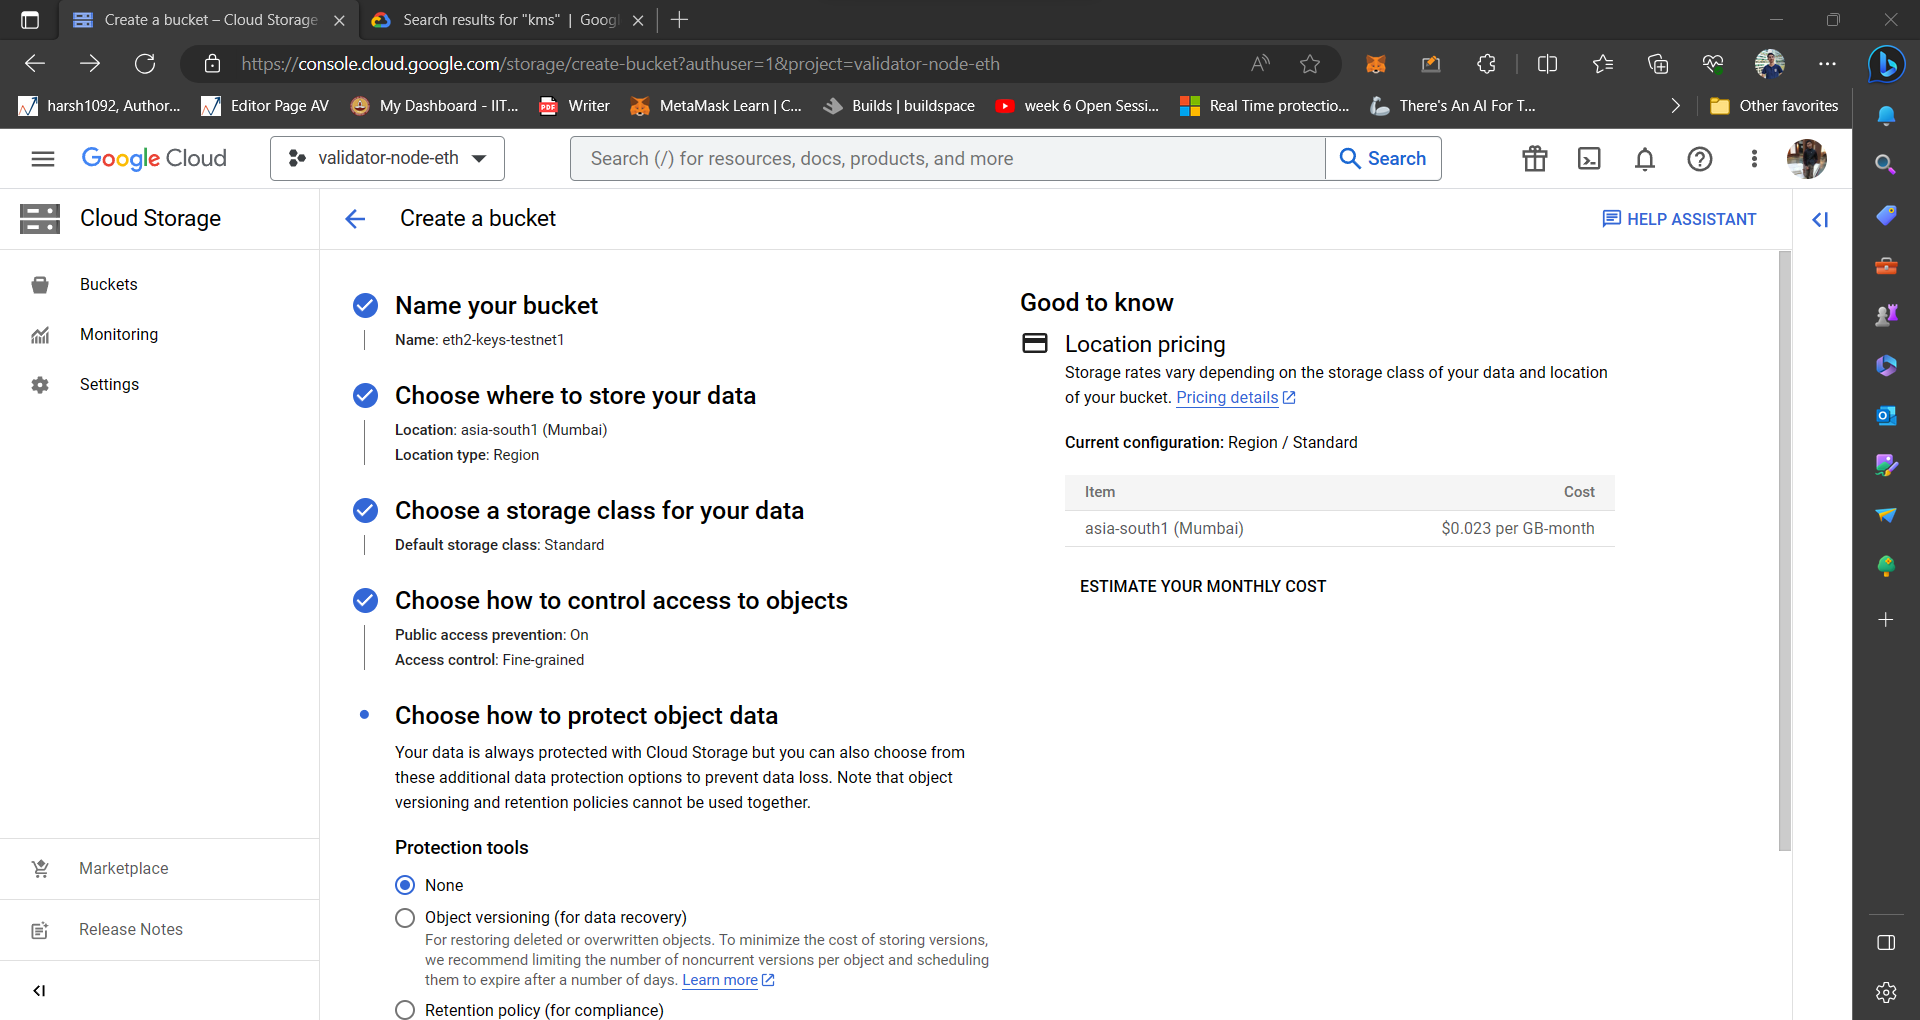 Create a bucket – Cloud Storage
Search results for "kms" | Goog
https://console.cloud.google.com/storage/create-bucket?authuser=1&project=validator-node-eth
harsh1092, Author...
Editor Page AV
My Dashboard - IIT...
Writer
MetaMask Learn | C...
Builds | buildspace
week 6 Open Sessi...
Real Time protectio...
There's An AI For T...
Other favorites
Google Cloud
validator-node-eth
Search (/) for resources, docs, products, and more
Search
Cloud Storage
Create a bucket
HELP ASSISTANT
Buckets
Monitoring
Settings
Marketplace
Release Notes
Name your bucket
Name: eth2-keys-testnet1
Choose where to store your data
Location: asia-south1 (Mumbai)
Location type: Region
Choose a storage class for your data
Default storage class: Standard
Choose how to control access to objects
Public access prevention: On
Access control: Fine-grained
Choose how to protect object data
Your data is always protected with Cloud Storage but you can also choose from
these additional data protection options to prevent data loss. Note that object
versioning and retention policies cannot be used together.
Protection tools
None
Object versioning (for data recovery)
For restoring deleted or overwritten objects. To minimize the cost of storing versions,
we recommend limiting the number of noncurrent versions per object and scheduling
them to expire after a number of days. Learn more
Retention policy (for compliance)
Good to know
Location pricing
Storage rates vary depending on the storage class of your data and location
of your bucket. Pricing details
Current configuration: Region / Standard
Item Cost
asia-south1 (Mumbai) $0.023 per GB-month
ESTIMATE YOUR MONTHLY COST